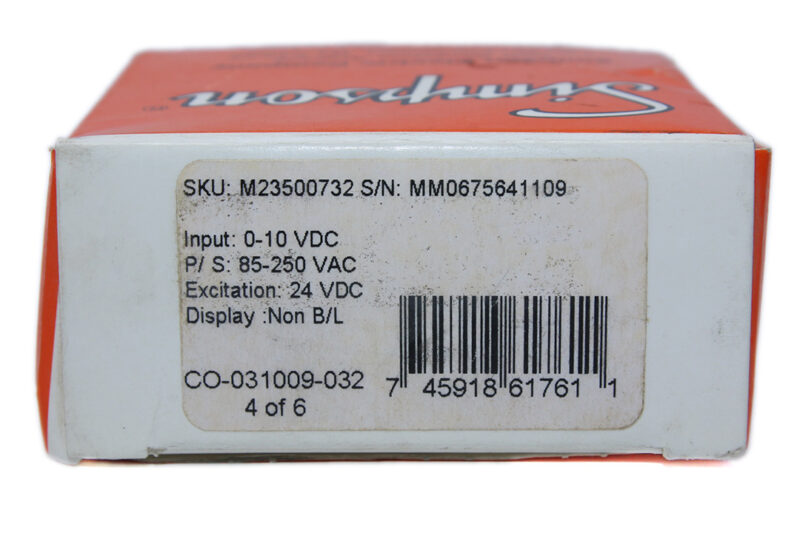 Simpson®
SKU: M23500732 S/N: MM0675641109
Input: 0-10 VDC
P/ S: 85-250 VAC
Excitation: 24 VDC
Display :Non B/L
CO-031009-032
4 of 6
7 45918 61761 1